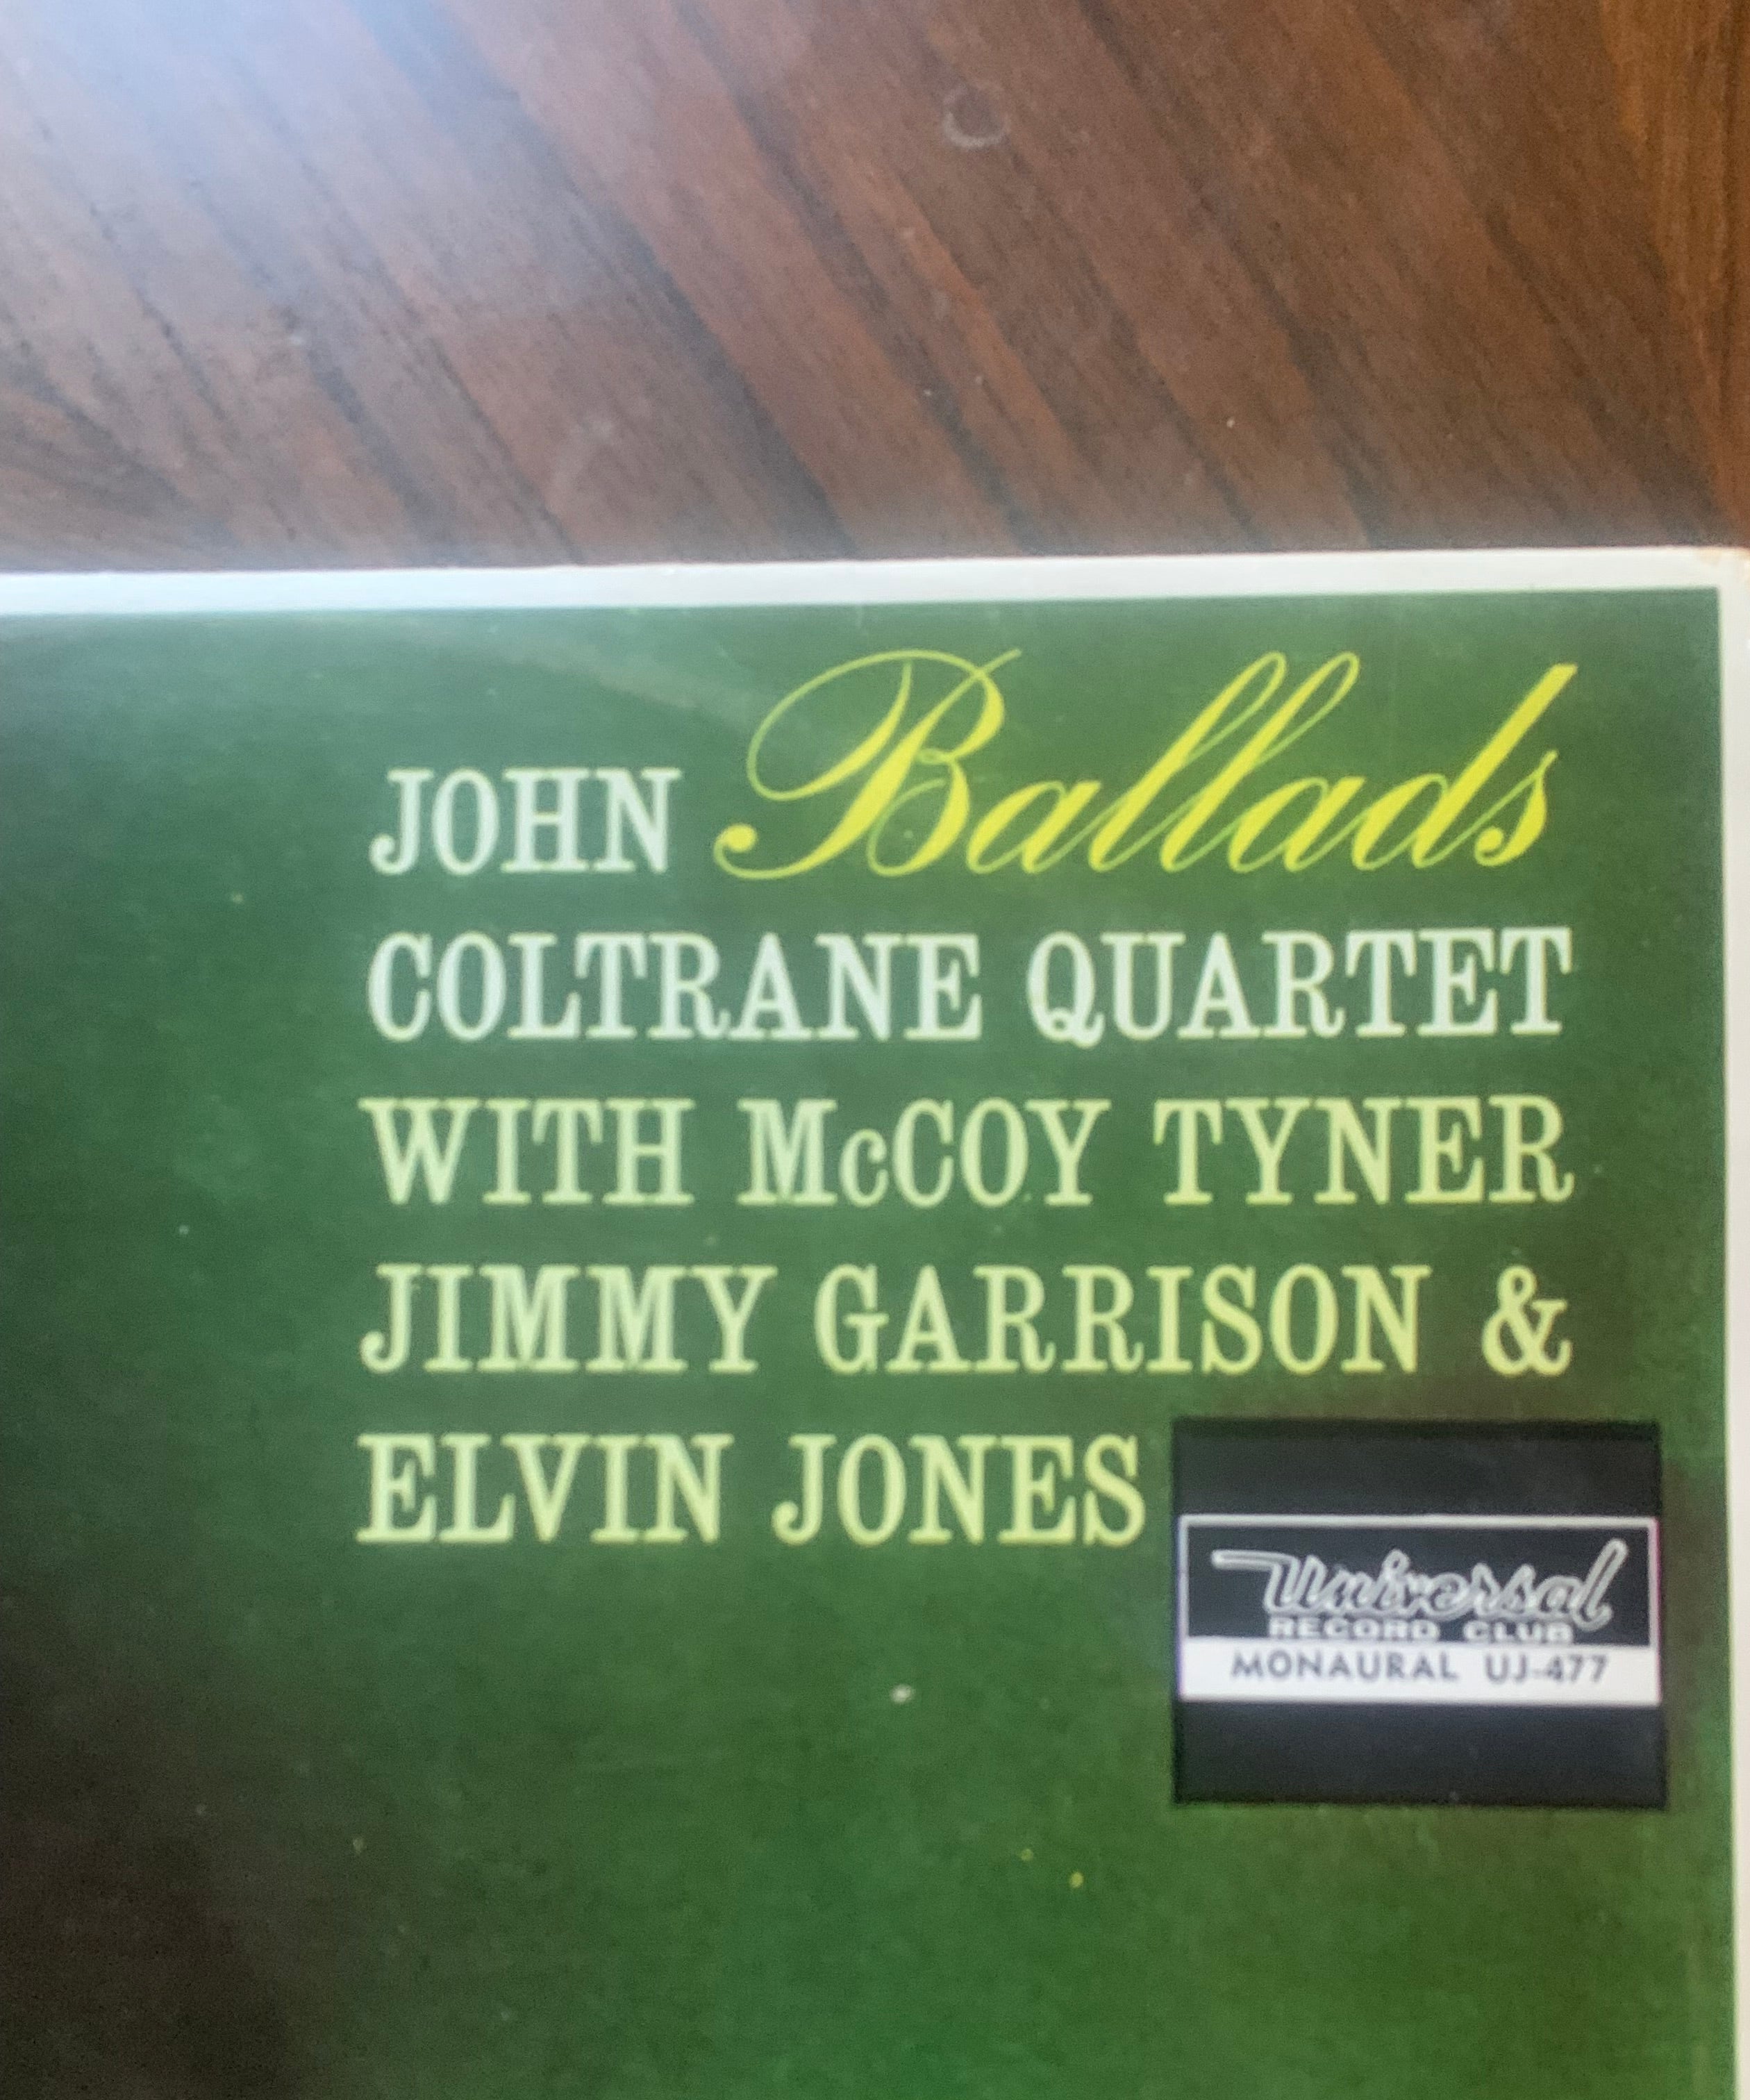 JOHN Ballads
COLTRANE QUARTET
WITH McCOY TYNER
JIMMY GARRISON &
ELVIN JONES
Universal
RECORD CLUB
MONAURAL UJ-477